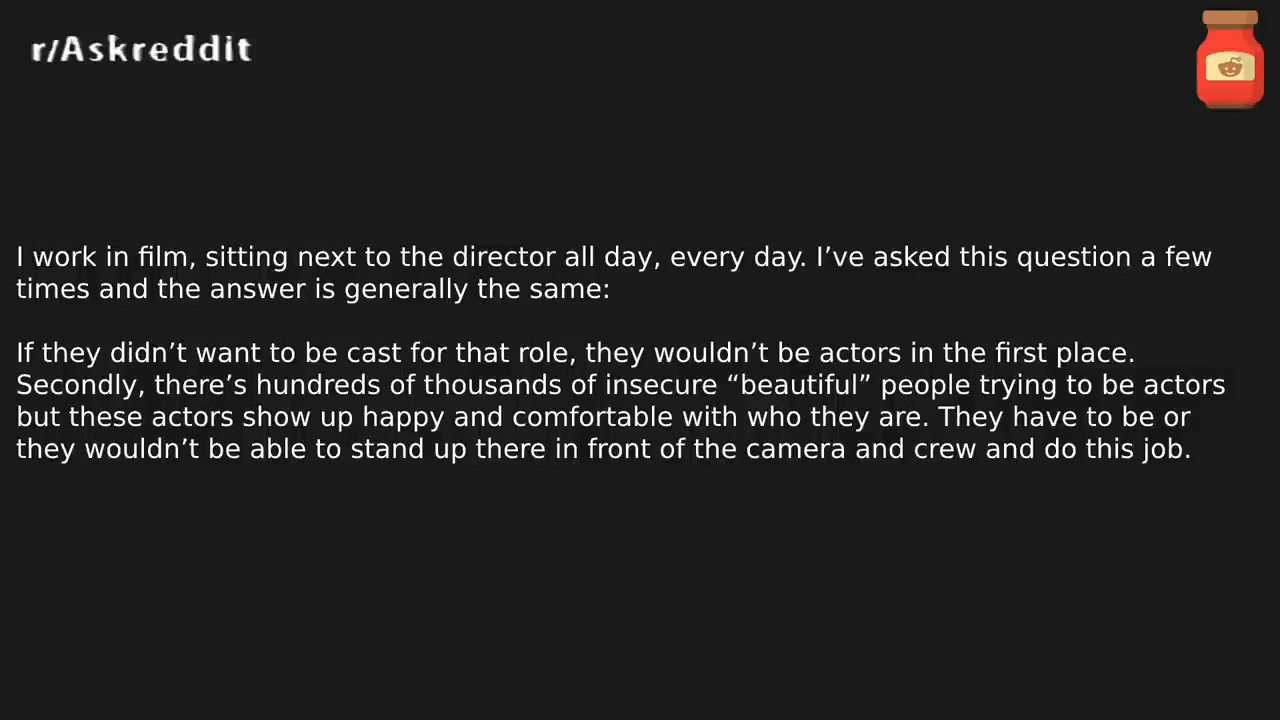 r/Askreddit
I work in film, sitting next to the director all day, every day. I’ve asked this question a few
times and the answer is generally the same:
If they didn’t want to be cast for that role, they wouldn’t be actors in the first place.
Secondly, there’s hundreds of thousands of insecure “beautiful” people trying to be actors
but these actors show up happy and comfortable with who they are. They have to be or
they wouldn’t be able to stand up there in front of the camera and crew and do this job.